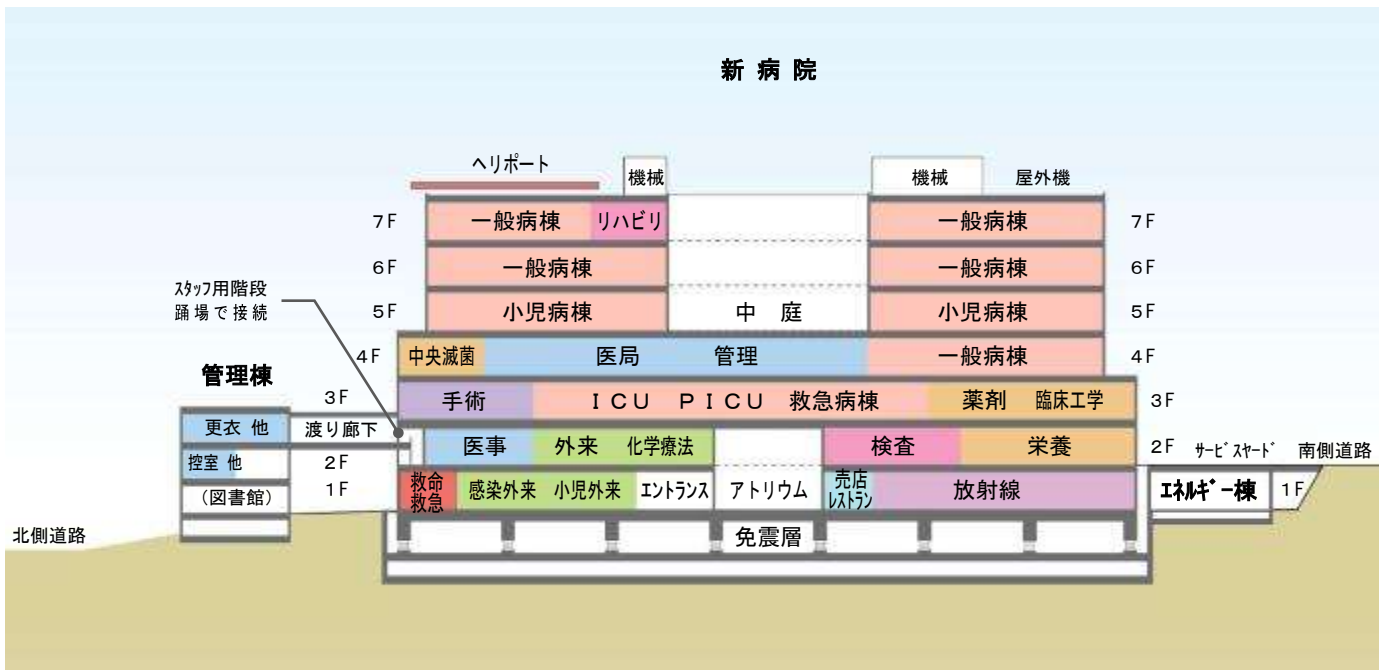 新 病 院
ヘリポート
機械
機械
屋外機
7F
一般病棟
リハビリ
一般病棟
7F
6F
一般病棟
一般病棟
6F
スタッフ用階段
踊場で接続
5F
小児病棟
中 庭
小児病棟
5F
4F
中央滅菌
医局
管理
一般病棟
4F
管理棟
3F
手術
ICU PICU 救急病棟
薬剤
臨床工学
3F
更衣 他
渡り廊下
医事
外来
化学療法
検査
栄養
2F
サービスヤード
南側道路
控室 他
2F
1F
(図書館)
救命
救急
感染外来
小児外来
エントランス
アトリウム
売店
レストラン
放射線
エネルギー棟
1F
北側道路
免震層